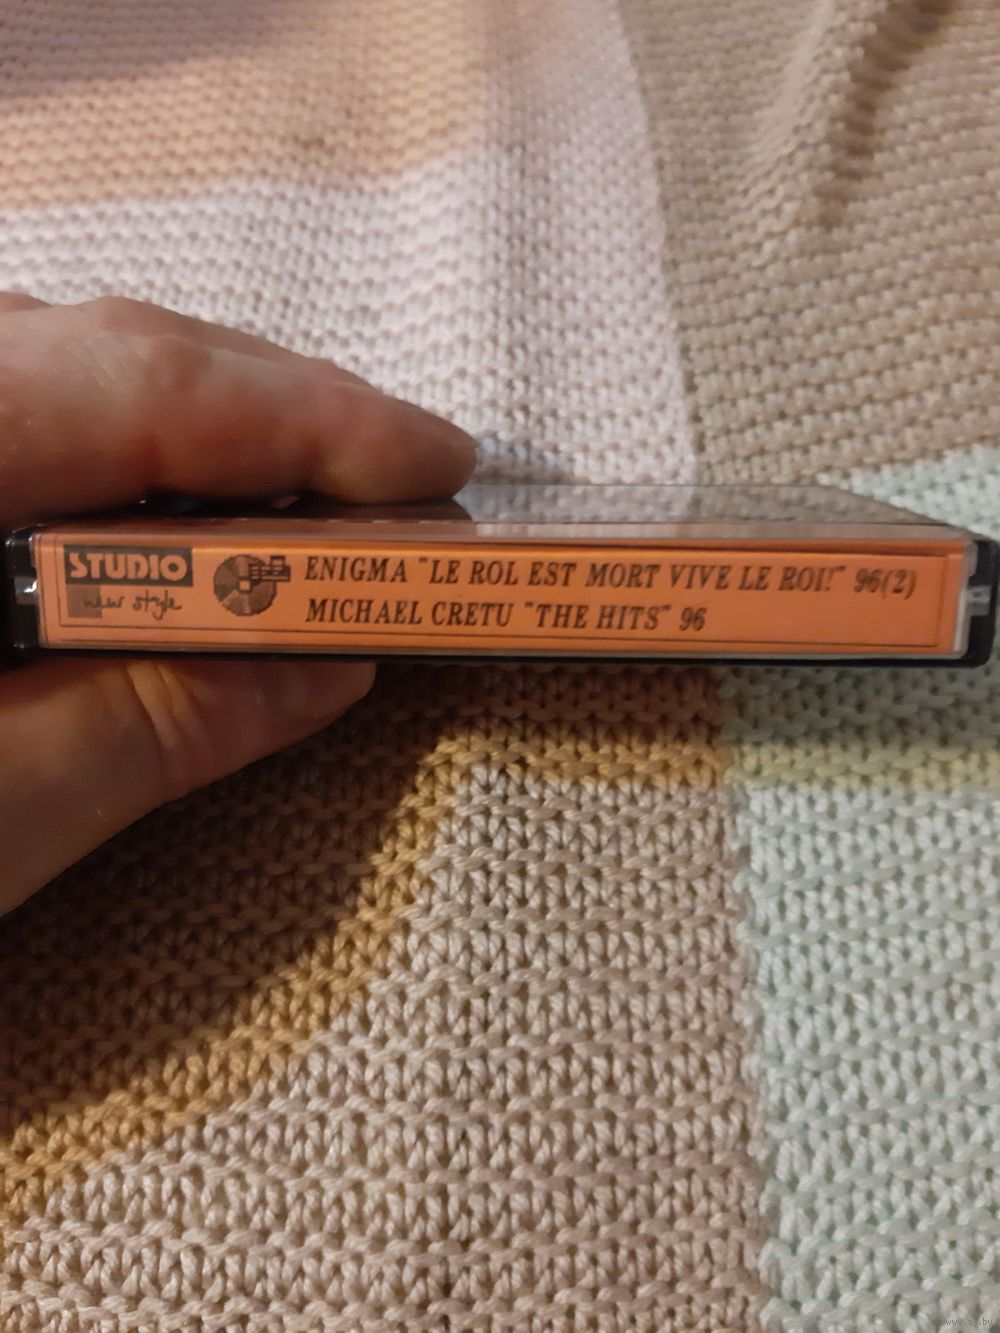 STUDIO
new style
ENIGMA "LE ROL EST MORT VIVE LE ROI!" 96(2)
MICHAEL CRETU "THE HITS" 96